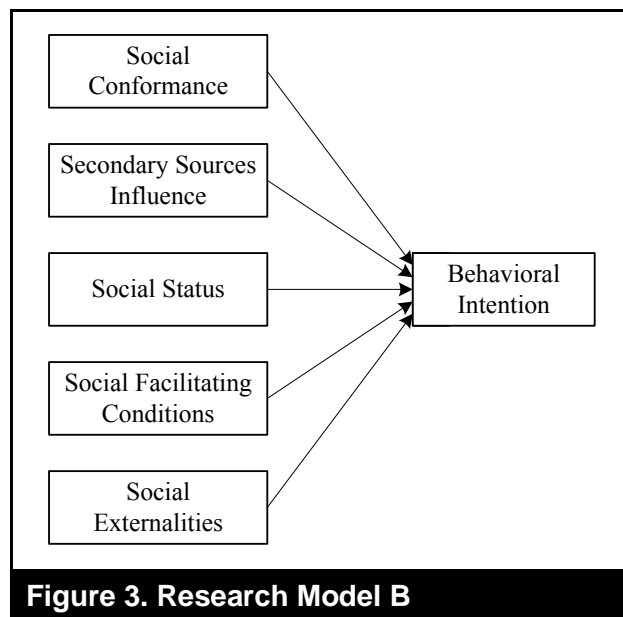 Social
Conformance
Secondary Sources
Influence
Social Status
Social Facilitating
Conditions
Social
Externalities
Behavioral
Intention
Figure 3. Research Model B